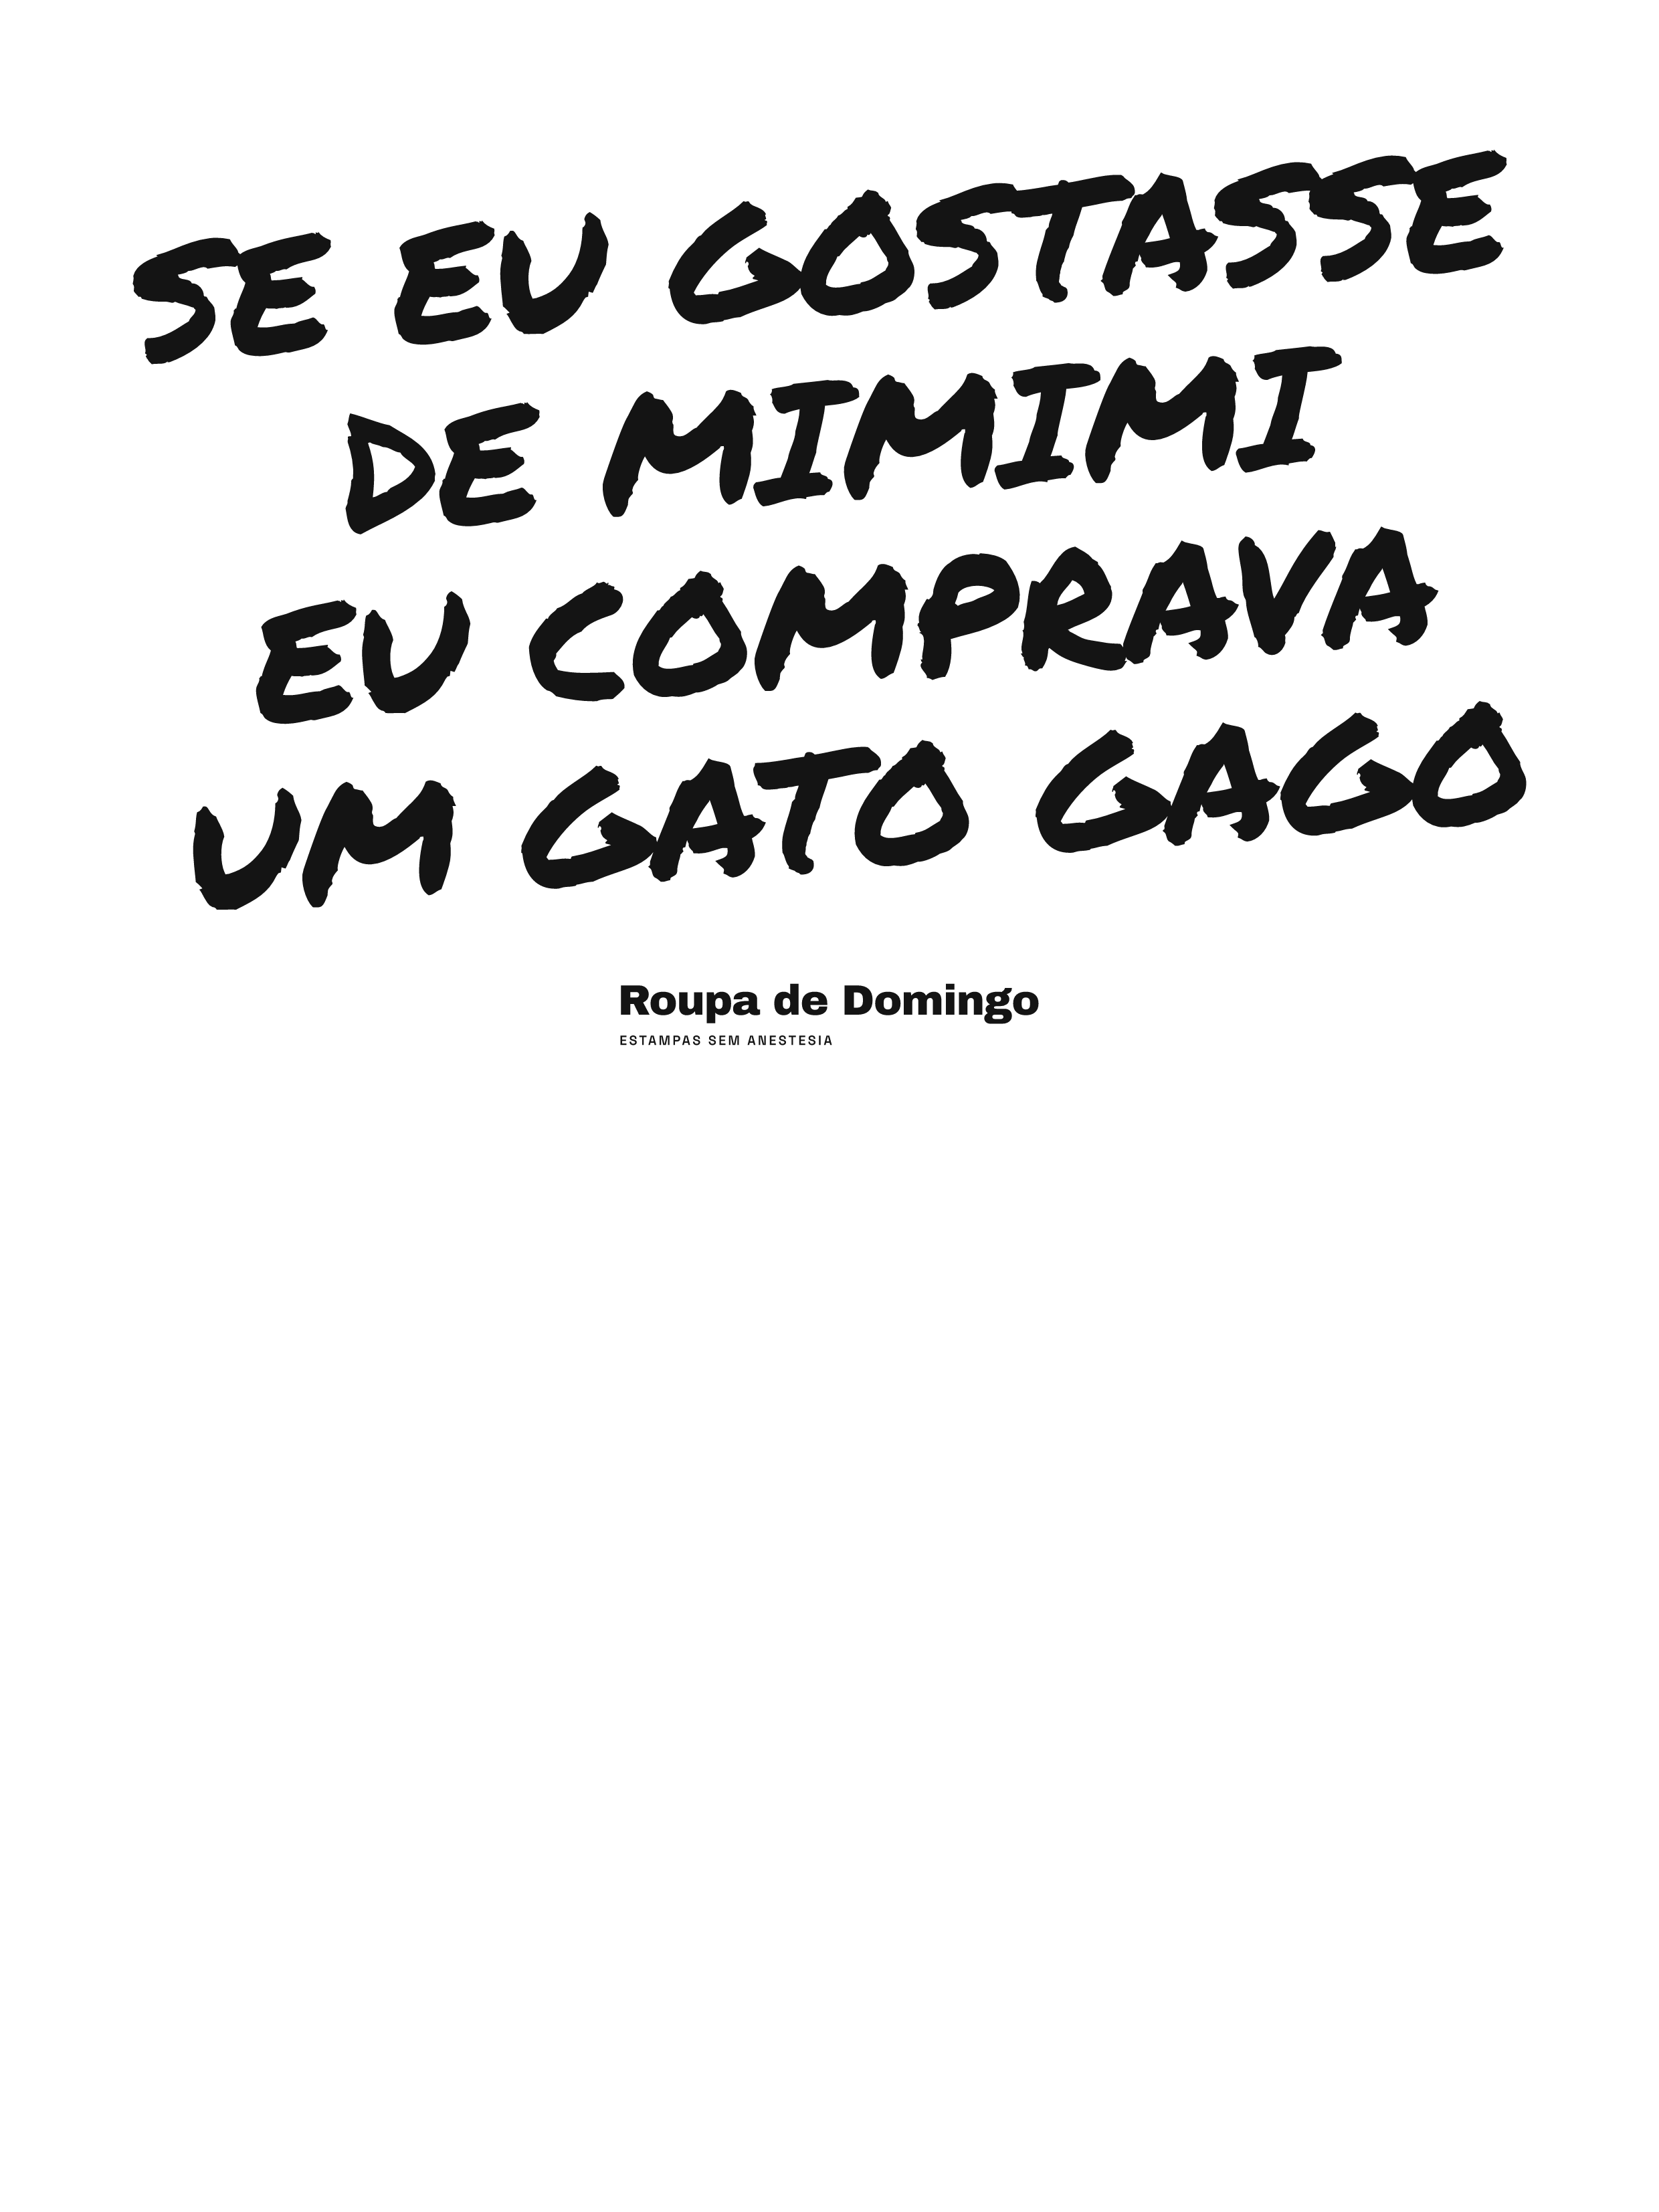 SE EU GOSTASSE
DE MIMIMI
EU COMPRAVA
UM GATO GAGO
Roupa de Domingo
ESTAMPAS SEM ANESTESIA